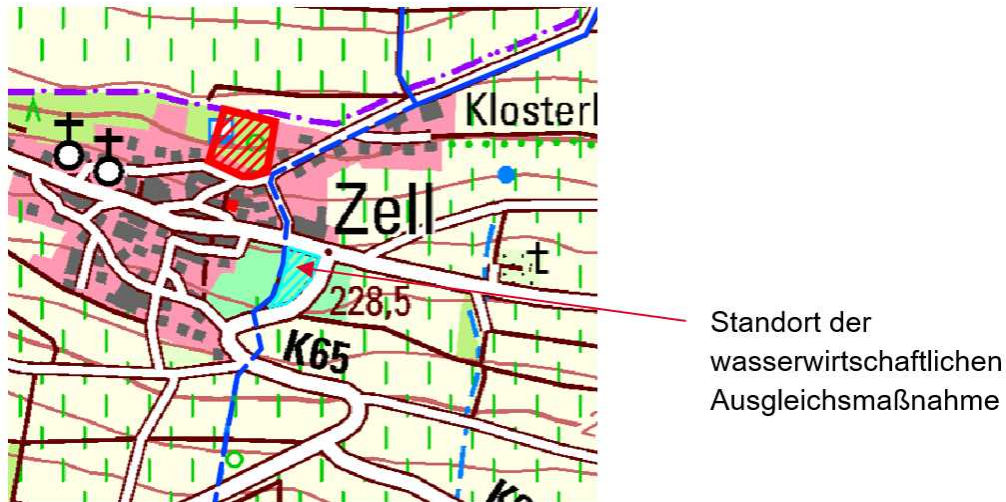 Klosterl
Zell
228,5
K65
Standort der
wasserwirtschaftlichen
Ausgleichsmaßnahme